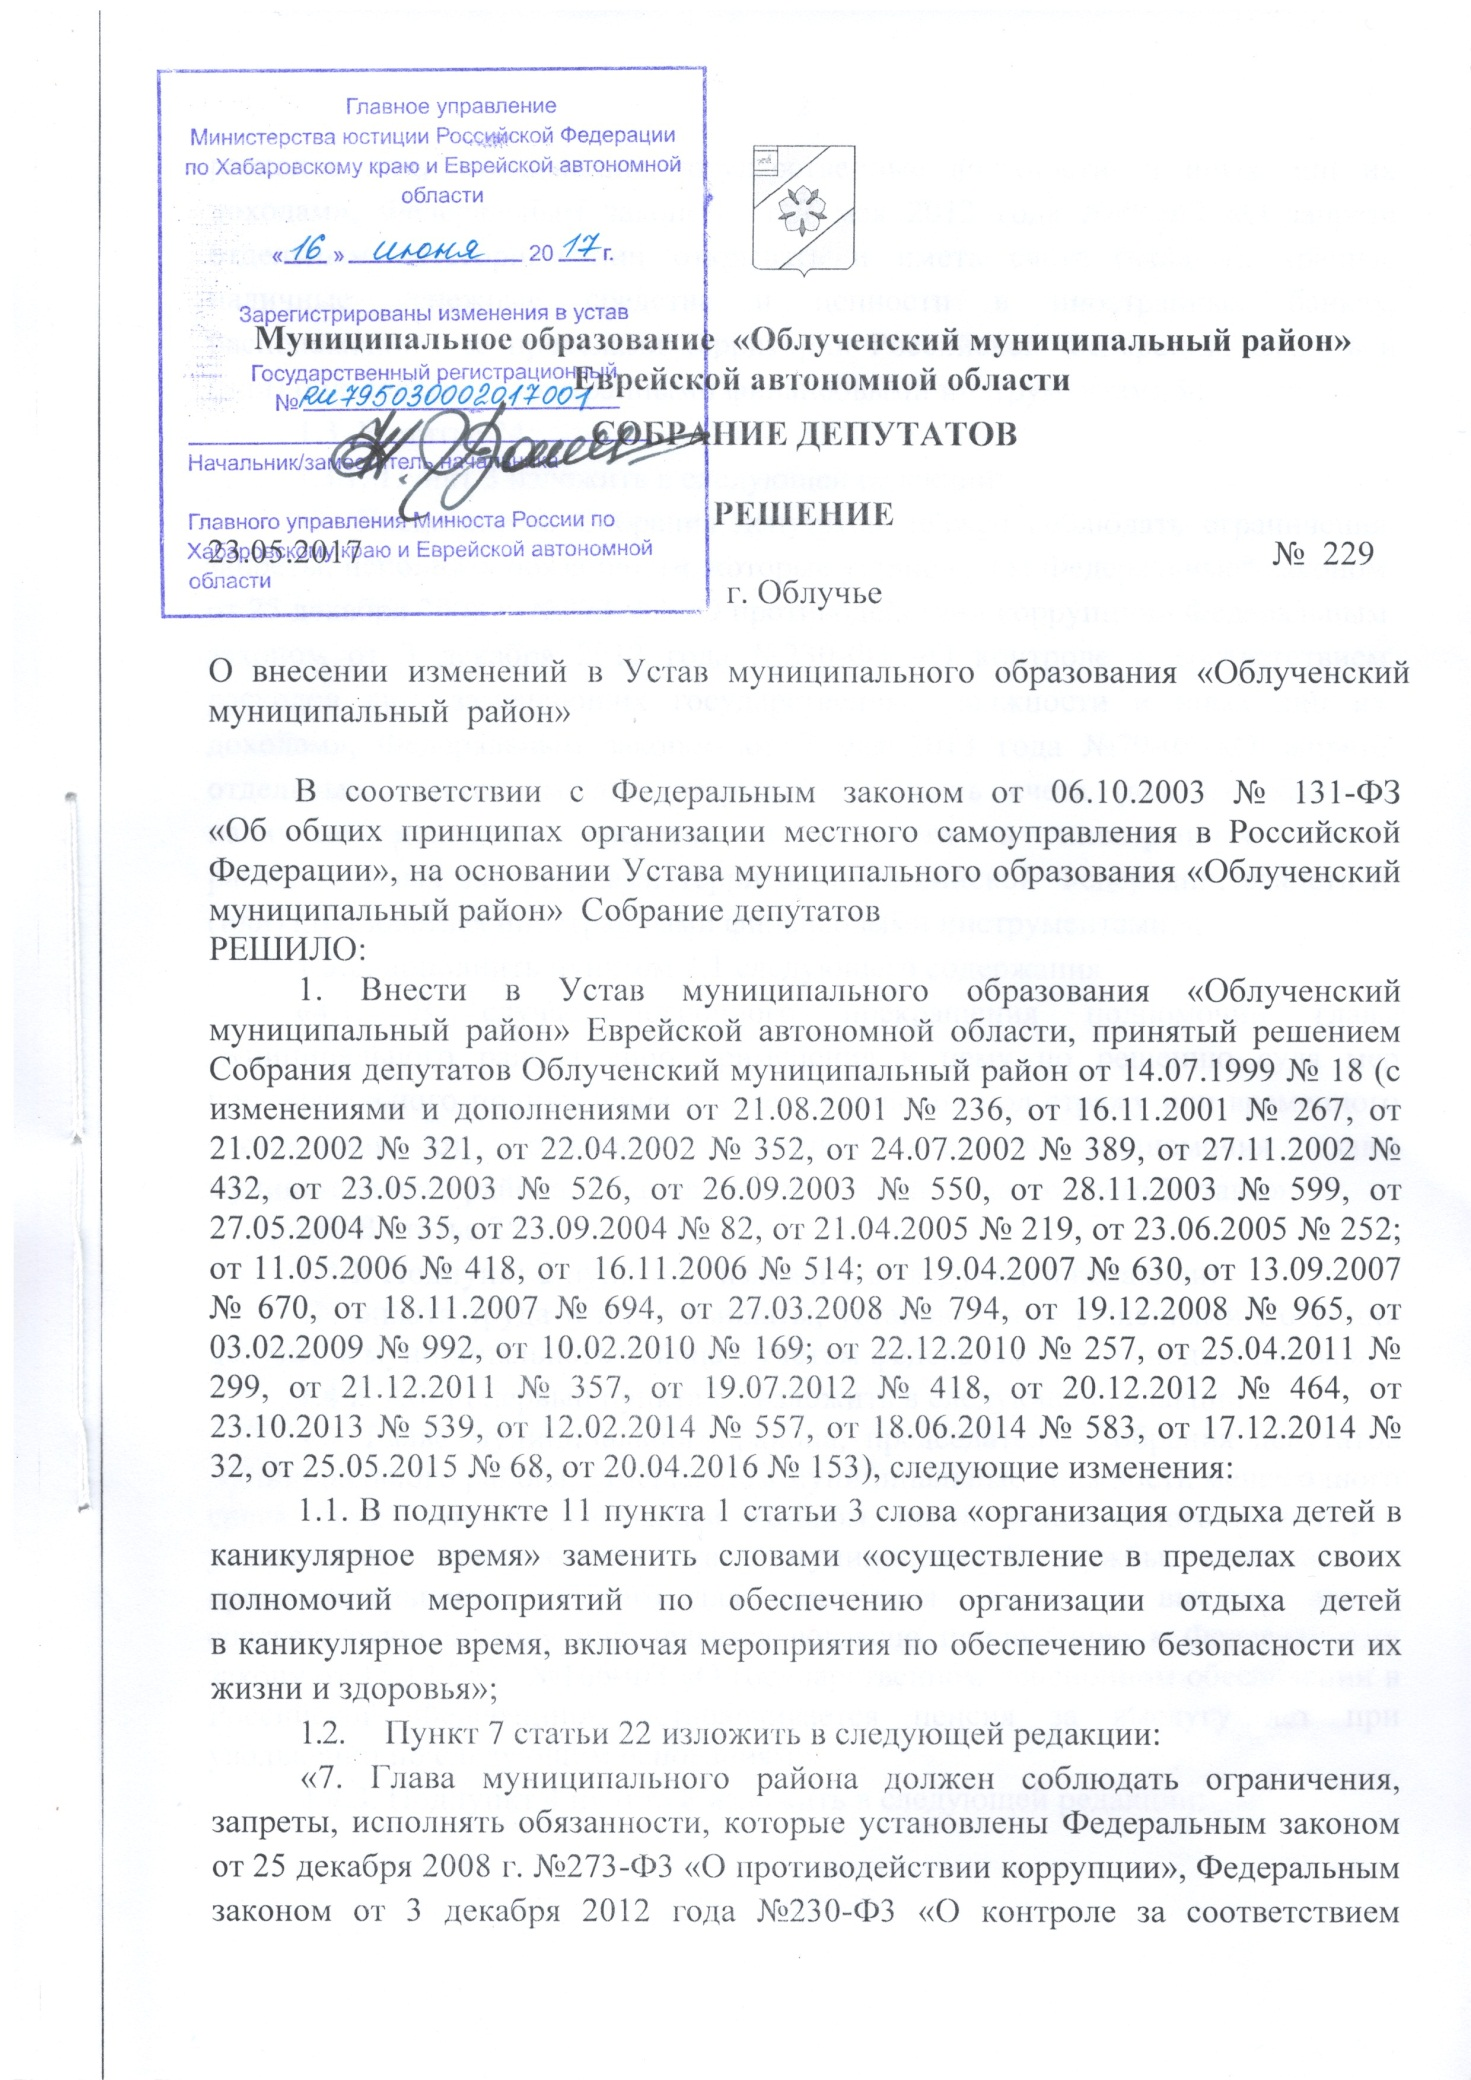 Главное управление
Министерства юстиции Российской Федерации
по Хабаровскому краю и Еврейской автономной
области
«16» июня 2017 г.
Зарегистрированы изменения в устав
Муниципальное образование «Облученский муниципальный район»
Государственный регистрационный
Еврейской автономной области
№ RU795030002017001
СОБРАНИЕ ДЕПУТАТОВ
Начальник/заместитель начальника
РЕШЕНИЕ
Главного управления Минюста России по
Хабаровскому краю и Еврейской автономной
области
23.05.2017 № 229
г. Облучье
О внесении изменений в Устав муниципального образования «Облученский
муниципальный район»
В соответствии с Федеральным законом от 06.10.2003 № 131-ФЗ
«Об общих принципах организации местного самоуправления в Российской
Федерации», на основании Устава муниципального образования «Облученский
муниципальный район» Собрание депутатов
РЕШИЛО:
1. Внести в Устав муниципального образования «Облученский
муниципальный район» Еврейской автономной области, принятый решением
Собрания депутатов Облученский муниципальный район от 14.07.1999 № 18 (с
изменениями и дополнениями от 21.08.2001 № 236, от 16.11.2001 № 267, от
21.02.2002 № 321, от 22.04.2002 № 352, от 24.07.2002 № 389, от 27.11.2002 №
432, от 23.05.2003 № 526, от 26.09.2003 № 550, от 28.11.2003 № 599, от
27.05.2004 № 35, от 23.09.2004 № 82, от 21.04.2005 № 219, от 23.06.2005 № 252;
от 11.05.2006 № 418, от 16.11.2006 № 514; от 19.04.2007 № 630, от 13.09.2007
№ 670, от 18.11.2007 № 694, от 27.03.2008 № 794, от 19.12.2008 № 965, от
03.02.2009 № 992, от 10.02.2010 № 169; от 22.12.2010 № 257, от 25.04.2011 №
299, от 21.12.2011 № 357, от 19.07.2012 № 418, от 20.12.2012 № 464, от
23.10.2013 № 539, от 12.02.2014 № 557, от 18.06.2014 № 583, от 17.12.2014 №
32, от 25.05.2015 № 68, от 20.04.2016 № 153), следующие изменения:
1.1. В подпункте 11 пункта 1 статьи 3 слова «организация отдыха детей в
каникулярное время» заменить словами «осуществление в пределах своих
полномочий мероприятий по обеспечению организации отдыха детей
в каникулярное время, включая мероприятия по обеспечению безопасности их
жизни и здоровья»;
1.2. Пункт 7 статьи 22 изложить в следующей редакции:
«7. Глава муниципального района должен соблюдать ограничения,
запреты, исполнять обязанности, которые установлены Федеральным законом
от 25 декабря 2008 г. №273-ФЗ «О противодействии коррупции», Федеральным
законом от 3 декабря 2012 года №230-ФЗ «О контроле за соответствием